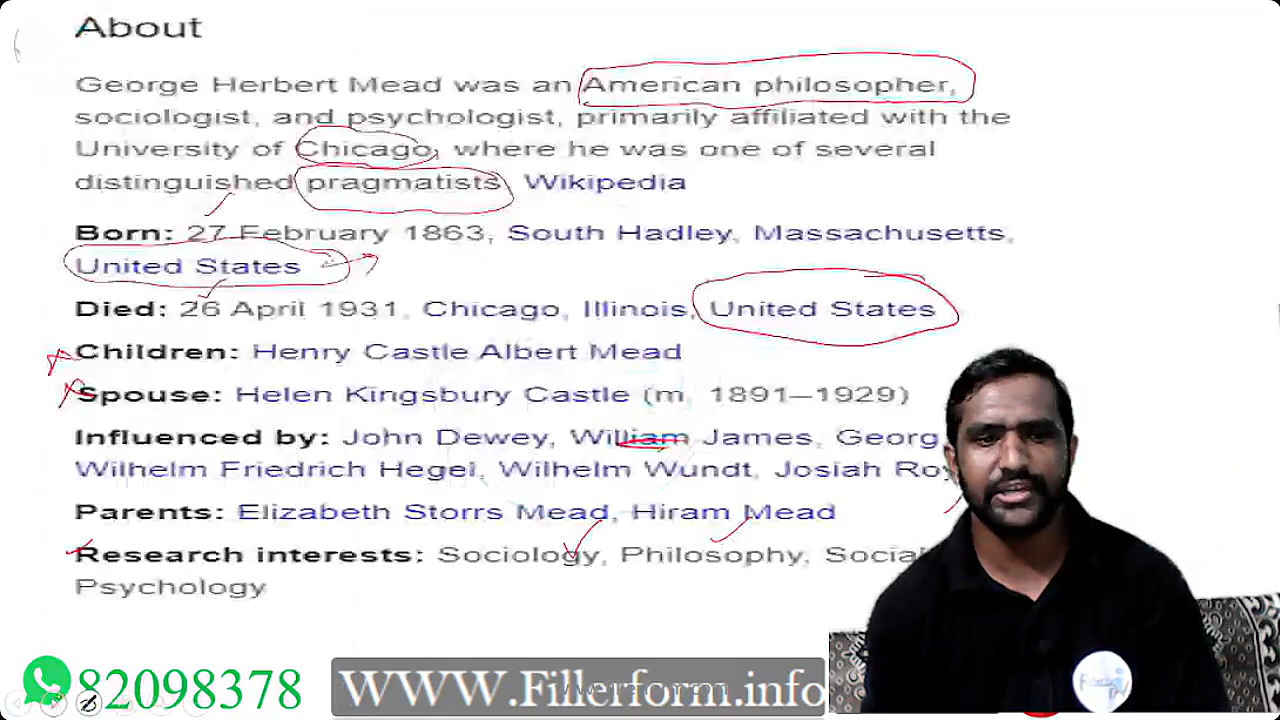 About
George Herbert Mead was an American philosopher,
sociologist, and psychologist, primarily affiliated with the
University of Chicago, where he was one of several
distinguished pragmatists. Wikipedia
Born: 27 February 1863, South Hadley, Massachusetts,
United States
Died: 26 April 1931, Chicago, Illinois, United States
Children: Henry Castle Albert Mead
Spouse: Helen Kingsbury Castle (m. 1891–1929)
Influenced by: John Dewey, William James, Georg
Wilhelm Friedrich Hegel, Wilhelm Wundt, Josiah Roy
Parents: Elizabeth Storrs Mead, Hiram Mead
Research interests: Sociology, Philosophy, Social
Psychology
82098378
WWW.Fillerform.info